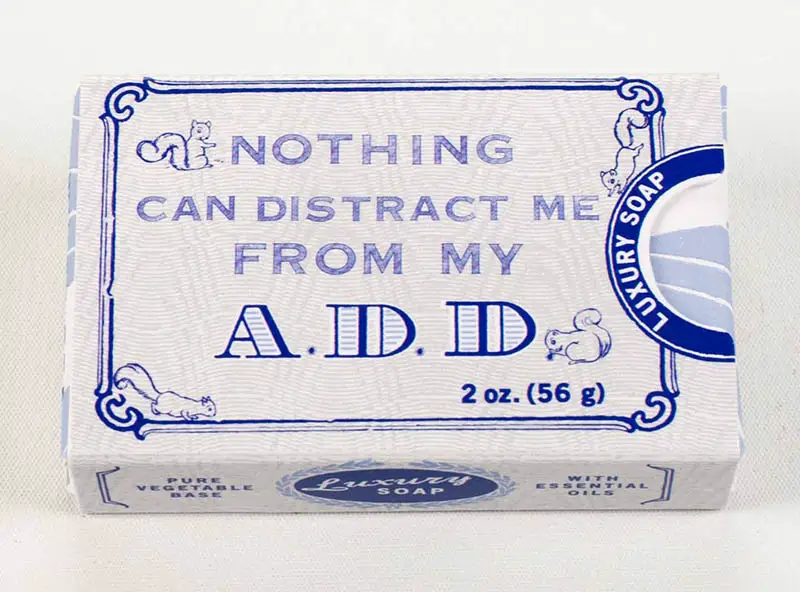 NOTHING
CAN DISTRACT ME
FROM MY
A.D.D
2 oz. (56 g)
LUXURY SOAP
PURE
VEGETABLE
BASE
Luxury
SOAP
WITH
ESSENTIAL
OILS